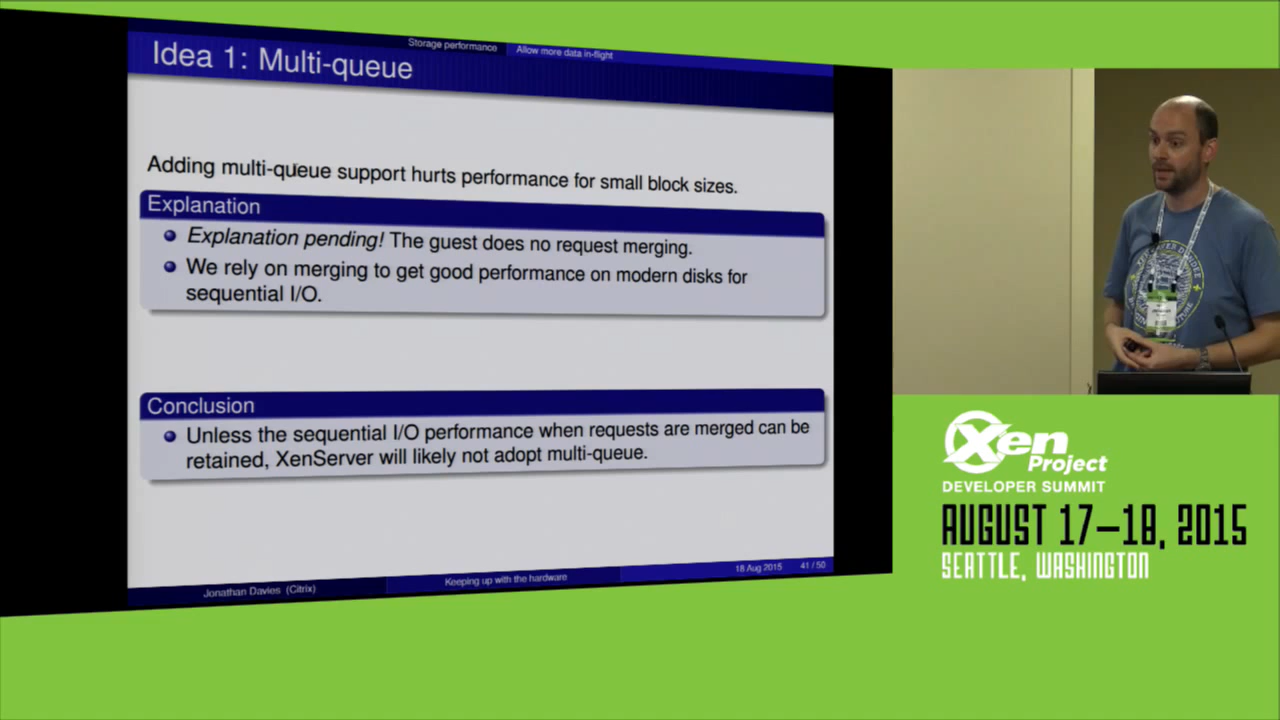 Storage performance
Allow more data in-flight
Idea 1: Multi-queue
Adding multi-queue support hurts performance for small block sizes.
Explanation
Explanation pending! The guest does no request merging.
We rely on merging to get good performance on modern disks for
sequential I/O.
Conclusion
Unless the sequential I/O performance when requests are merged can be
retained, XenServer will likely not adopt multi-queue.
Jonathan Davies (Citrix)
Keeping up with the hardware
18 Aug 2015
41 / 50
Xen
Project
DEVELOPER SUMMIT
AUGUST 17–18, 2015
SEATTLE, WASHINGTON